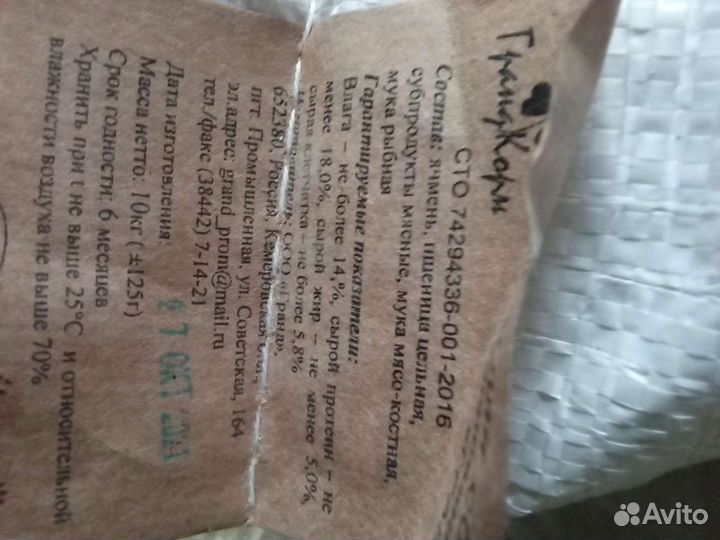 ГрандКорм
СТО 74294336-001-2016
Состав: ячмень, пшеница цельная,
субпродукты мясные, мука мясо-костная,
мука рыбная
Гарантируемые показатели:
Влага – не более 14%, сырой протеин – не
менее 18.0%, сырой жир – не менее 5,0%,
сырая клетчатка – не более 5.8%
Изготовитель: ООО «Гранд»,
652380, Россия, Кемеровская
пгт. Промышленная, ул. Советская, 164
эл.адрес: grand_prom@mail.ru
тел./факс (38442) 7-14-21
Дата изготовления 27 ОКТ
Масса нетто: 10кг (±125г)
Срок годности: 6 месяцев
Хранить при t не выше 25°С и относительной
влажности воздуха не выше 70%
Avito